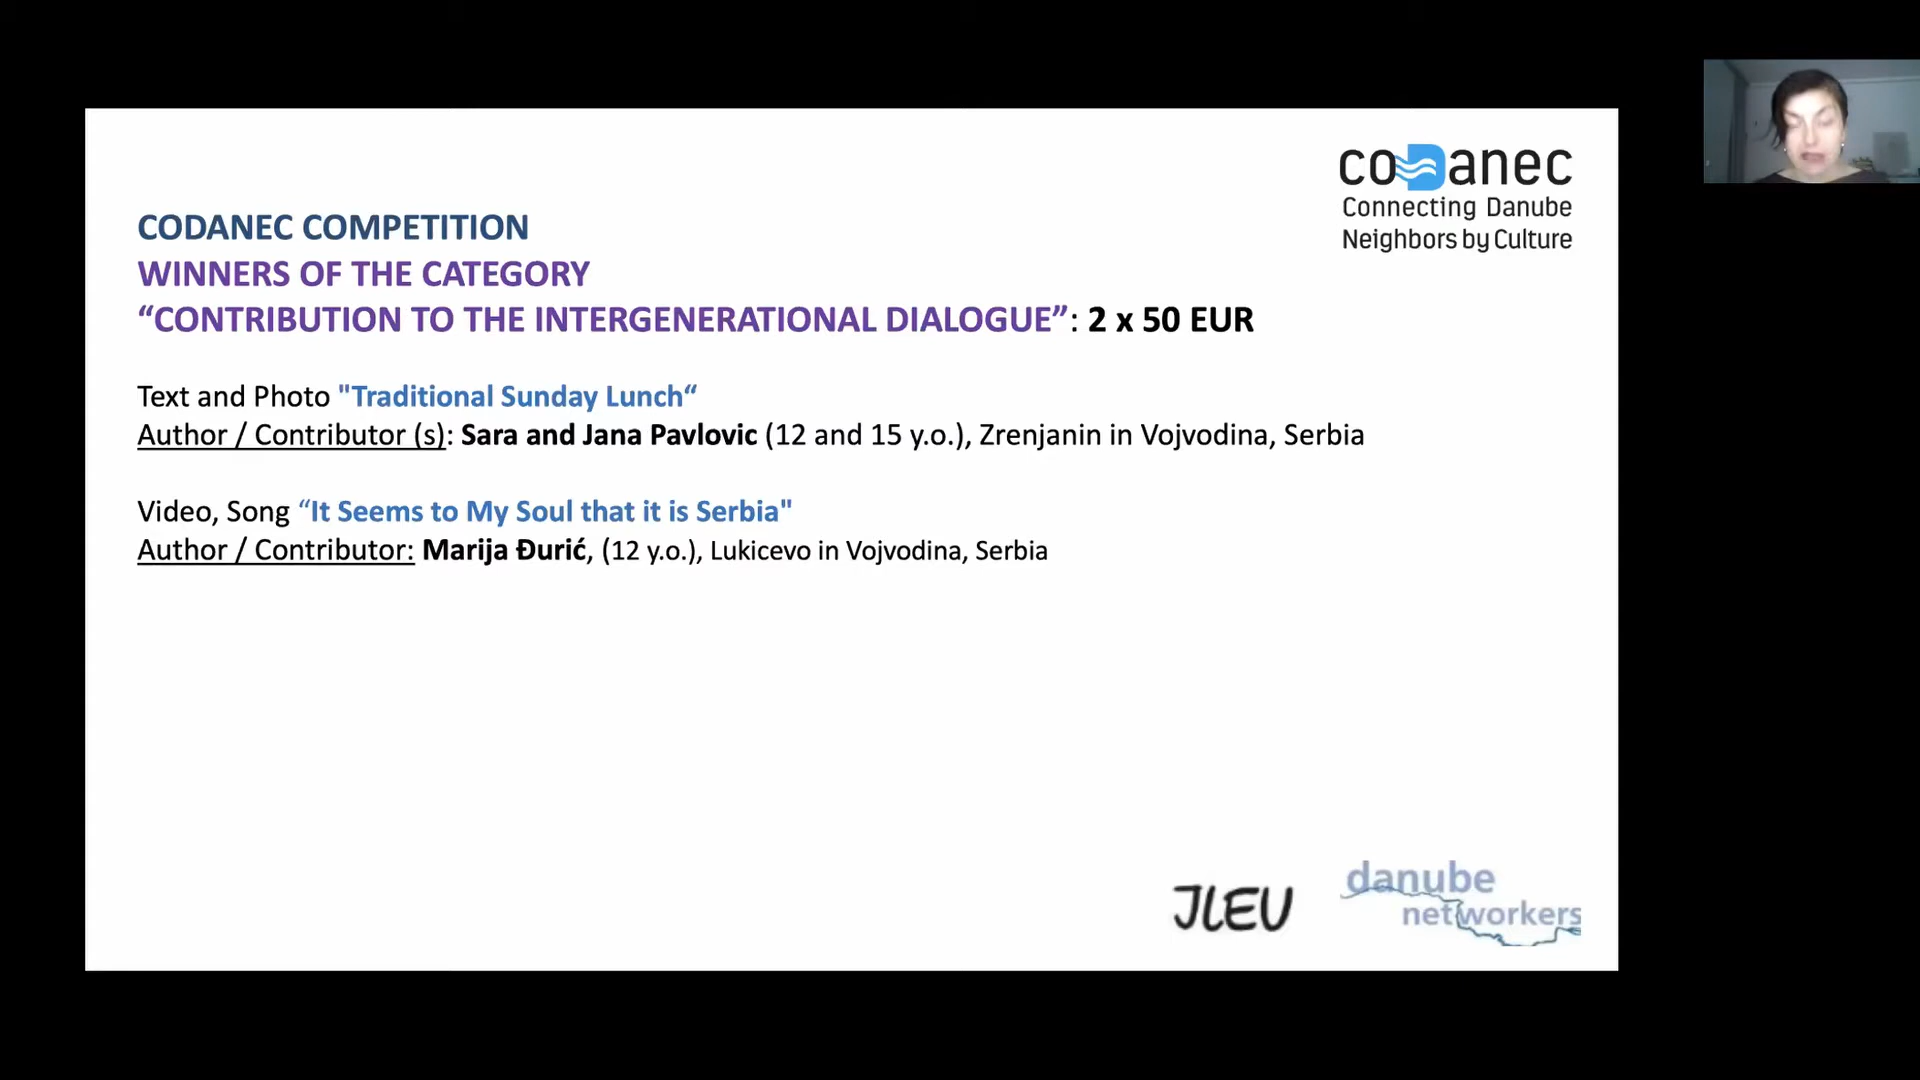 coDanec
Connecting Danube
Neighbors by Culture
CODANEC COMPETITION
WINNERS OF THE CATEGORY
“CONTRIBUTION TO THE INTERGENERATIONAL DIALOGUE”: 2 x 50 EUR
Text and Photo "Traditional Sunday Lunch“
Author / Contributor (s): Sara and Jana Pavlovic (12 and 15 y.o.), Zrenjanin in Vojvodina, Serbia
Video, Song “It Seems to My Soul that it is Serbia"
Author / Contributor: Marija Đurić, (12 y.o.), Lukicevo in Vojvodina, Serbia
JLEU
danube
networkers